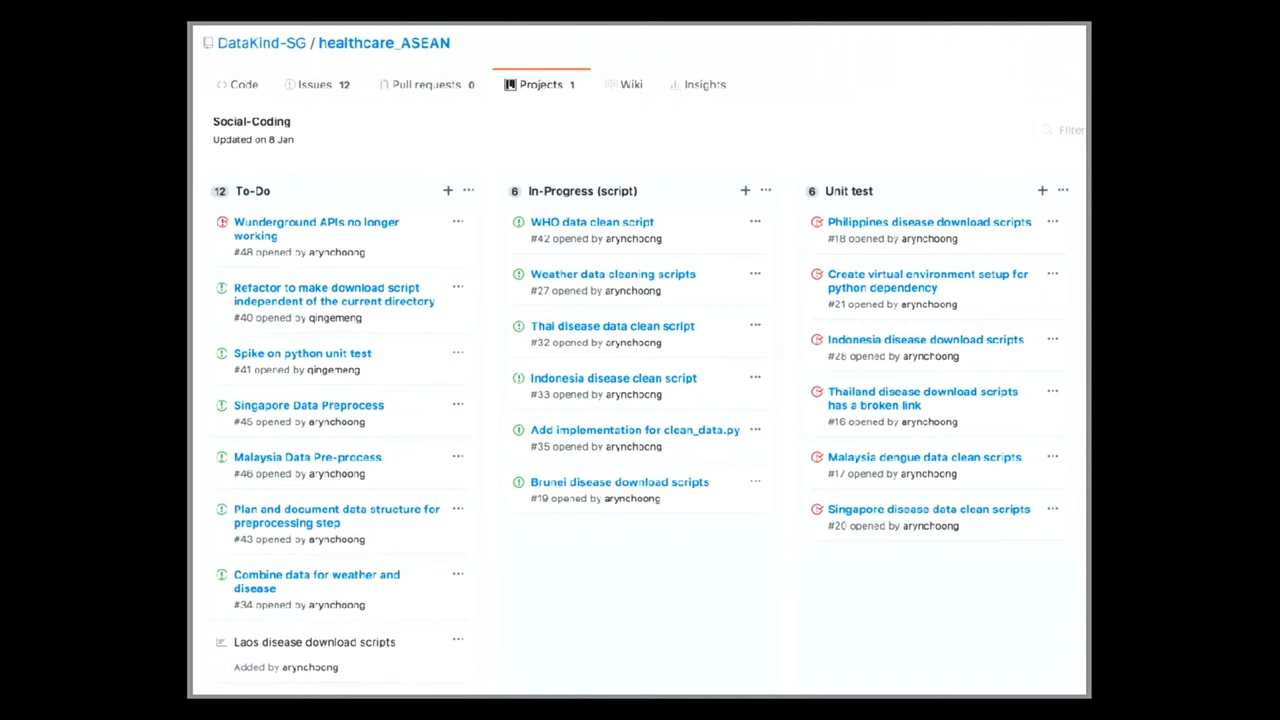 DataKind-SG / healthcare_ASEAN
Code
Issues 12
Pull requests 0
Projects 1
Wiki
Insights
Social-Coding
Updated on 8 Jan
Filter
12 To-Do
Wunderground APIs no longer
working
#48 opened by arynchoong
Refactor to make download script
independent of the current directory
#40 opened by qingemeng
Spike on python unit test
#41 opened by qingemeng
Singapore Data Preprocess
#45 opened by arynchoong
Malaysia Data Pre-process
#46 opened by arynchoong
Plan and document data structure for
preprocessing step
#43 opened by arynchoong
Combine data for weather and
disease
#34 opened by arynchoong
Laos disease download scripts
Added by arynchoong
6 In-Progress (script)
WHO data clean script
#42 opened by arynchoong
Weather data cleaning scripts
#27 opened by arynchoong
Thai disease data clean script
#32 opened by arynchoong
Indonesia disease clean script
#33 opened by arynchoong
Add implementation for clean_data.py
#35 opened by arynchoong
Brunei disease download scripts
#19 opened by arynchoong
6 Unit test
Philippines disease download scripts
#18 opened by arynchoong
Create virtual environment setup for
python dependency
#21 opened by arynchoong
Indonesia disease download scripts
#28 opened by arynchoong
Thailand disease download scripts
has a broken link
#16 opened by arynchoong
Malaysia dengue data clean scripts
#17 opened by arynchoong
Singapore disease data clean scripts
#20 opened by arynchoong